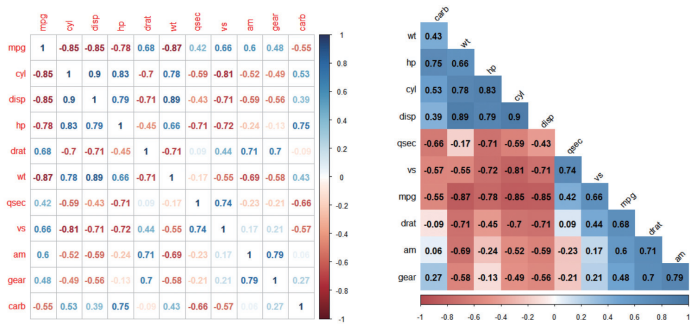 mpg cyl disp hp drat wt qsec vs am gear carb
mpg 1 -0.85 -0.85 -0.78 0.68 -0.87 0.42 0.66 0.6 0.48 -0.55
cyl -0.85 1 0.9 0.83 -0.7 0.78 -0.59 -0.81 -0.52 -0.49 0.53
disp -0.85 0.9 1 0.79 -0.71 0.89 -0.43 -0.71 -0.59 -0.56 0.39
hp -0.78 0.83 0.79 1 -0.45 0.66 -0.71 -0.72 -0.24 -0.13 0.75
drat 0.68 -0.7 -0.71 -0.45 1 -0.71 0.09 0.44 0.71 0.7 -0.09
wt -0.87 0.78 0.89 0.66 -0.71 1 -0.17 -0.55 -0.69 -0.58 0.43
qsec 0.42 -0.59 -0.43 -0.71 0.09 -0.17 1 0.74 -0.23 -0.21 -0.66
vs 0.66 -0.81 -0.71 -0.72 0.44 -0.55 0.74 1 0.17 0.21 -0.57
am 0.6 -0.52 -0.59 -0.24 0.71 -0.69 -0.23 0.17 1 0.79 0.06
gear 0.48 -0.49 -0.56 -0.13 0.7 -0.58 -0.21 0.21 0.79 1 0.27
carb -0.55 0.53 0.39 0.75 -0.09 0.43 -0.66 -0.57 0.06 0.27 1
1
0.8
0.6
0.4
0.2
0
-0.2
-0.4
-0.6
-0.8
-1
carb
wt 0.43 wt
hp 0.75 0.66 hp
cyl 0.53 0.78 0.83 cyl
disp 0.39 0.89 0.79 0.9 disp
qsec -0.66 -0.17 -0.71 -0.59 -0.43 qsec
vs -0.57 -0.55 -0.72 -0.81 -0.71 0.74 vs
mpg -0.55 -0.87 -0.78 -0.85 -0.85 0.42 0.66 mpg
drat -0.09 -0.71 -0.45 -0.7 -0.71 0.09 0.44 0.68 drat
am 0.06 -0.69 -0.24 -0.52 -0.59 -0.23 0.17 0.6 0.71 am
gear 0.27 -0.58 -0.13 -0.49 -0.56 -0.21 0.21 0.48 0.7 0.79
-1 -0.8 -0.6 -0.4 -0.2 0 0.2 0.4 0.6 0.8 1